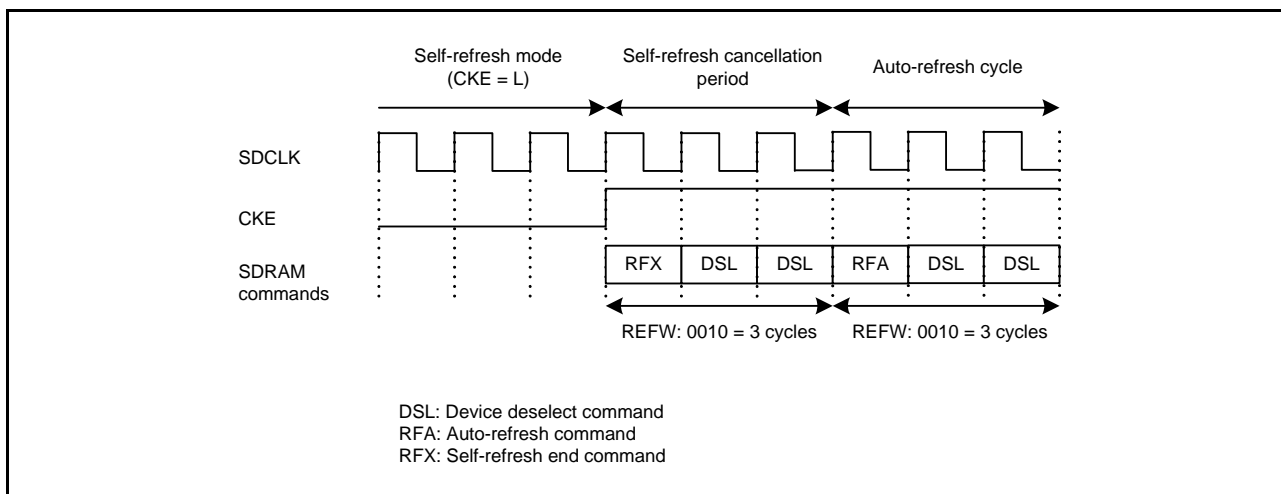 Self-refresh mode
(CKE = L)
Self-refresh cancellation
period
Auto-refresh cycle
SDCLK
CKE
SDRAM
commands
RFX DSL DSL RFA DSL DSL
REFW: 0010 = 3 cycles REFW: 0010 = 3 cycles
DSL: Device deselect command
RFA: Auto-refresh command
RFX: Self-refresh end command